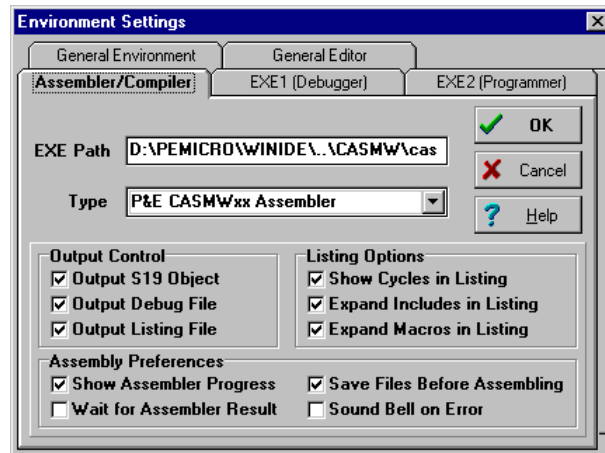 Environment Settings
General Environment
General Editor
Assembler/Compiler
EXE1 (Debugger)
EXE2 (Programmer)
EXE Path
D:\PEMICRO\WINIDE\..\CASMW\cas
Type
P&E CASMWxx Assembler
OK
Cancel
Help
Output Control
Output S19 Object
Output Debug File
Output Listing File
Listing Options
Show Cycles in Listing
Expand Includes in Listing
Expand Macros in Listing
Assembly Preferences
Show Assembler Progress
Save Files Before Assembling
Wait for Assembler Result
Sound Bell on Error